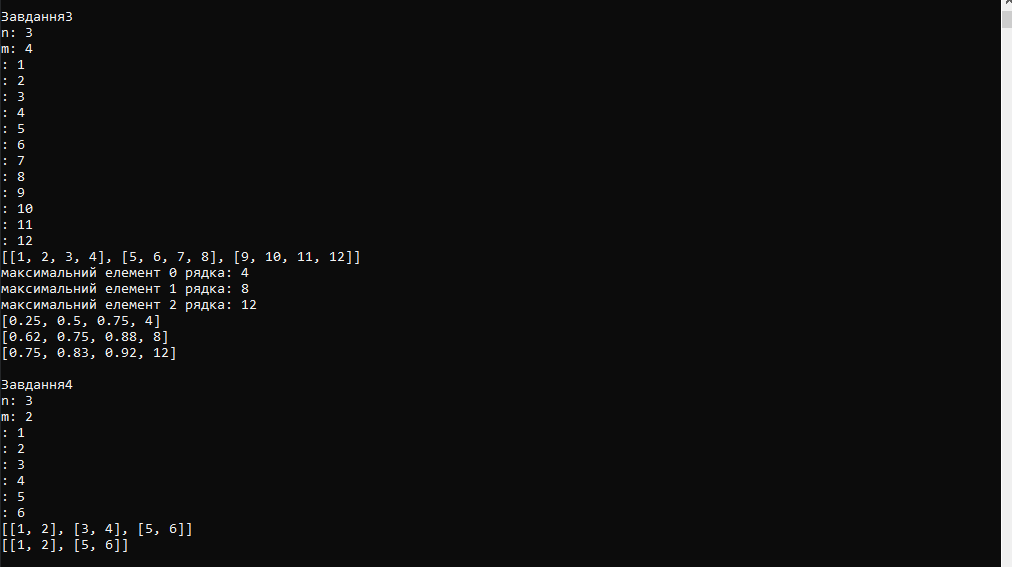 Завдання3
n: 3
m: 4
: 1
: 2
: 3
: 4
: 5
: 6
: 7
: 8
: 9
: 10
: 11
: 12
[[1, 2, 3, 4], [5, 6, 7, 8], [9, 10, 11, 12]]
максимальний елемент 0 рядка: 4
максимальний елемент 1 рядка: 8
максимальний елемент 2 рядка: 12
[0.25, 0.5, 0.75, 4]
[0.62, 0.75, 0.88, 8]
[0.75, 0.83, 0.92, 12]
Завдання4
n: 3
m: 2
: 1
: 2
: 3
: 4
: 5
: 6
[[1, 2], [3, 4], [5, 6]]
[[1, 2], [5, 6]]